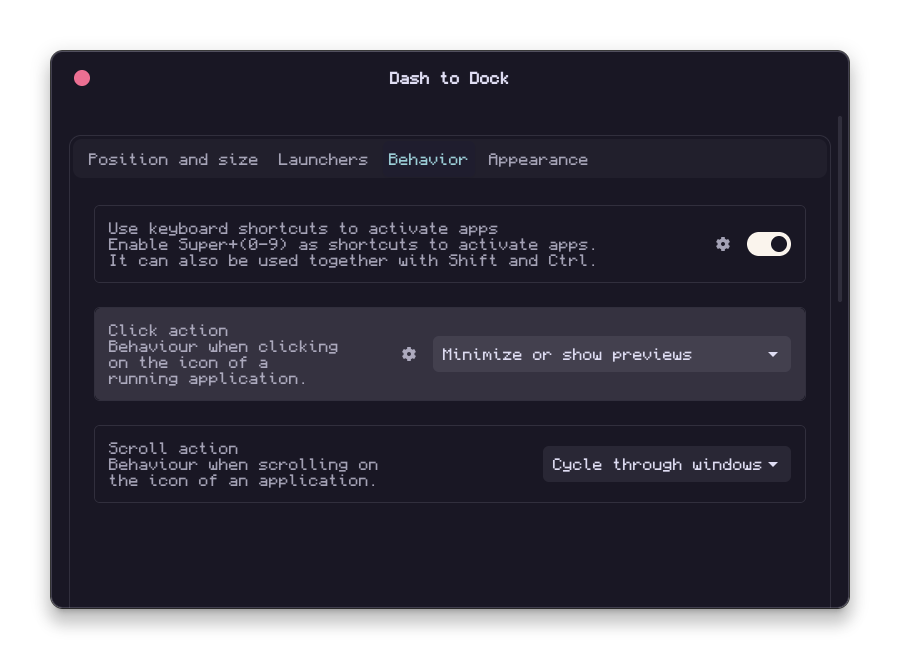 Dash to Dock
Position and size Launchers Behavior Appearance
Use keyboard shortcuts to activate apps
Enable Super+(0-9) as shortcuts to activate apps.
It can also be used together with Shift and Ctrl.
Click action
Behaviour when clicking
on the icon of a
running application.
Minimize or show previews
Scroll action
Behaviour when scrolling on
the icon of an application.
Cycle through windows